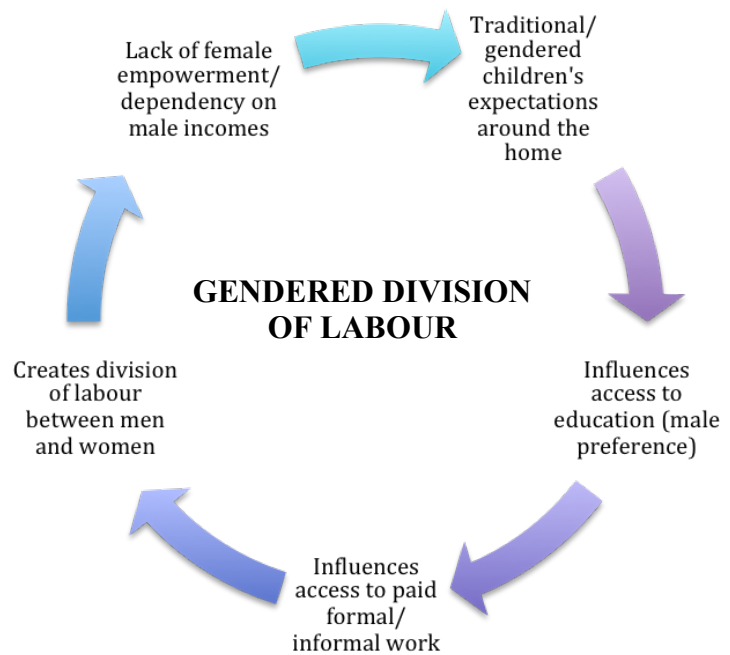 Traditional/
gendered
children's
expectations
around the
home
Influences
access to
education (male
preference)
Influences
access to paid
formal/
informal work
Creates division
of labour
between men
and women
Lack of female
empowerment/
dependency on
male incomes
GENDERED DIVISION
OF LABOUR